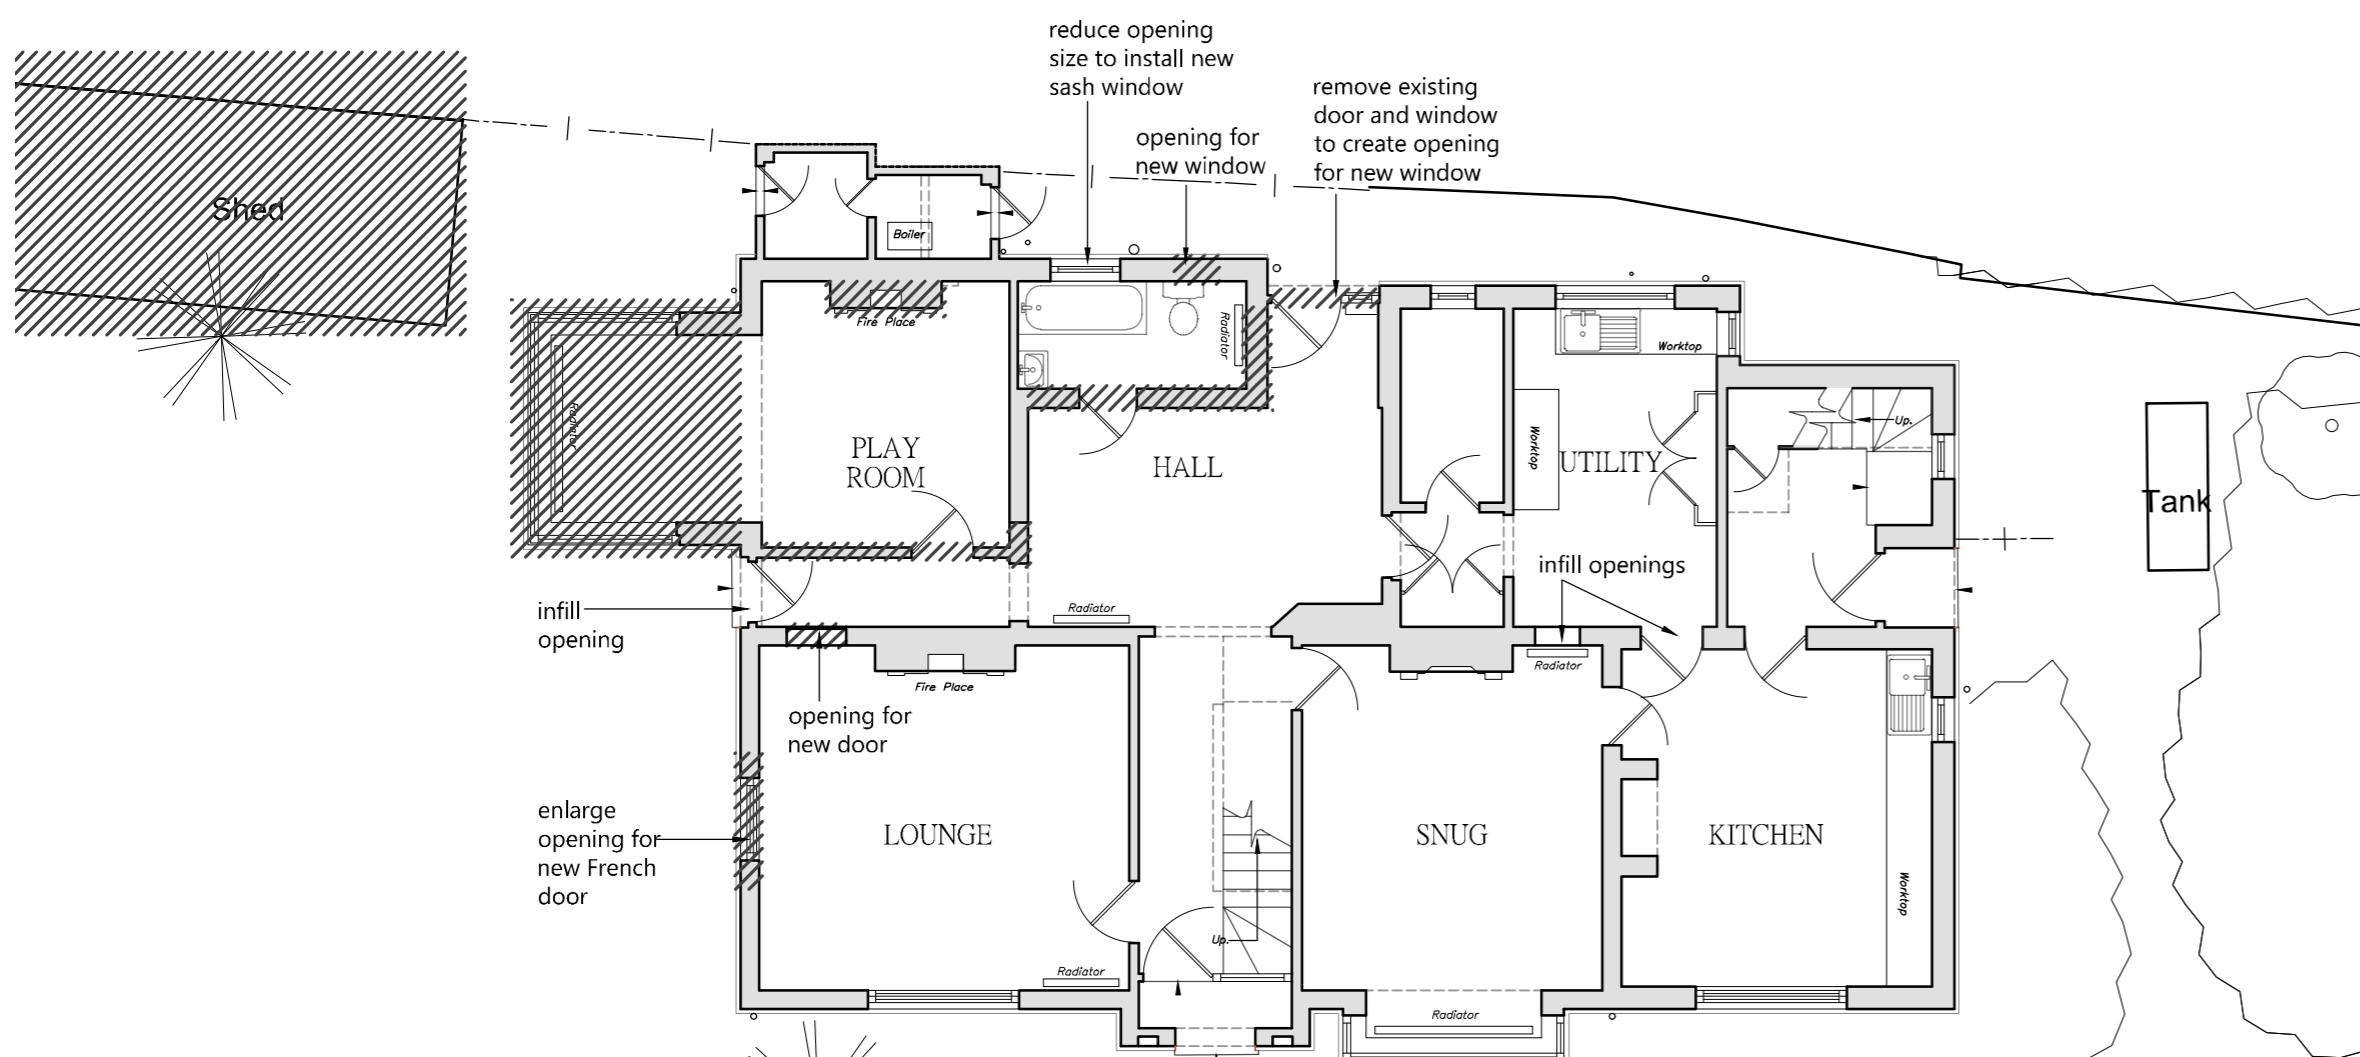 reduce opening
size to install new
sash window
remove existing
door and window
to create opening
for new window
opening for
new window
Shed
Boiler
Fire Place
Radiator
Worktop
Radiator
Worktop
Up.
PLAY
ROOM
HALL
UTILITY
Tank
infill openings
infill
opening
Radiator
Radiator
Fire Place
opening for
new door
enlarge
opening for
new French
door
LOUNGE
SNUG
KITCHEN
Worktop
Up.
Radiator
Radiator